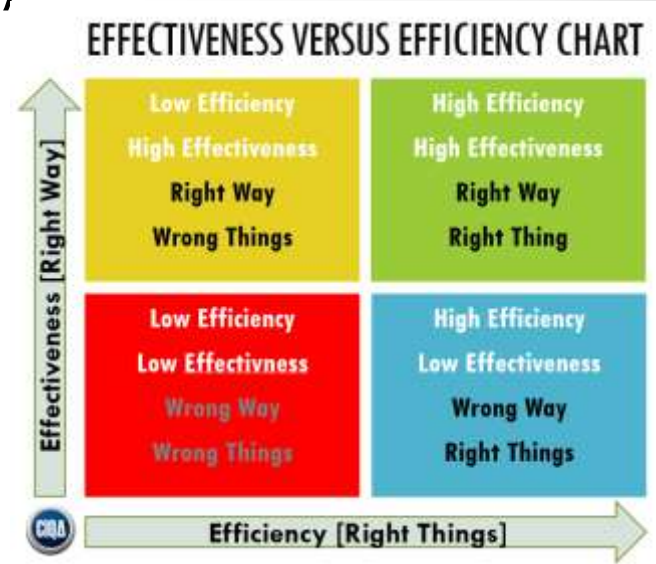 EFFECTIVENESS VERSUS EFFICIENCY CHART
Effectiveness [Right Way]
Low Efficiency
High Effectiveness
Right Way
Wrong Things
High Efficiency
High Effectiveness
Right Way
Right Thing
Low Efficiency
Low Effectivness
Wrong Way
Wrong Things
High Efficiency
Low Effectiveness
Wrong Way
Right Things
CIQA
Efficiency [Right Things]